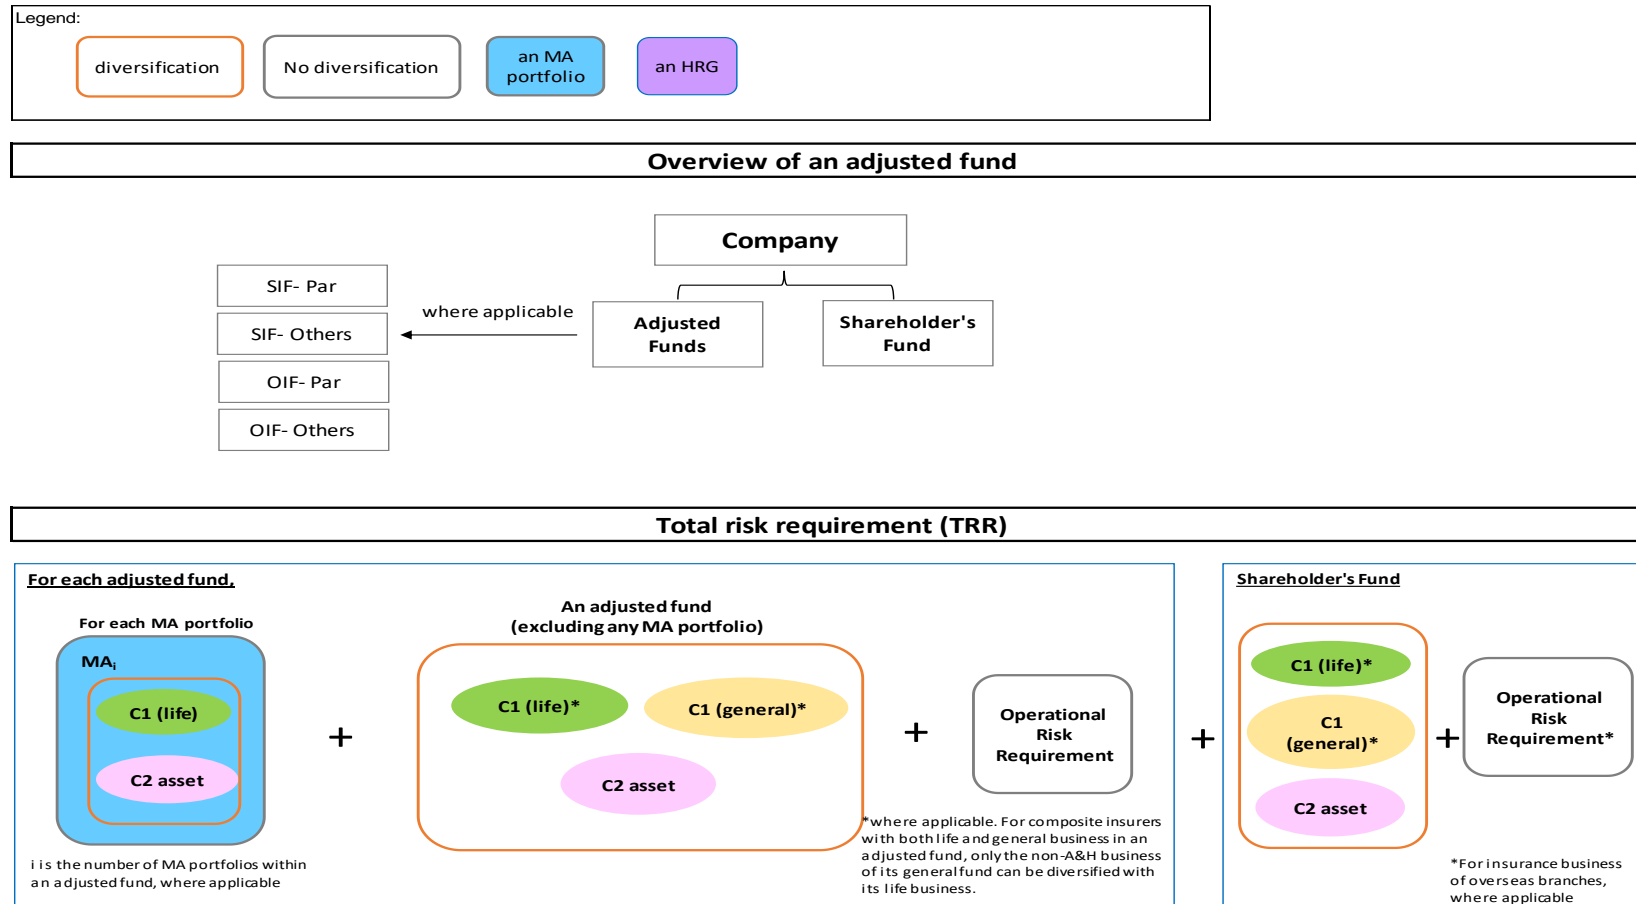 Legend:
diversification
No diversification
an MA
portfolio
an HRG
Overview of an adjusted fund
Company
SIF- Par
SIF- Others
OIF- Par
OIF- Others
where applicable
Adjusted
Funds
Shareholder's
Fund
Total risk requirement (TRR)
For each adjusted fund,
For each MA portfolio
MAi
C1 (life)
C2 asset
i is the number of MA portfolios within
an adjusted fund, where applicable
+
An adjusted fund
(excluding any MA portfolio)
C1 (life)*
C1 (general)*
C2 asset
+
Operational
Risk
Requirement
*where applicable. For composite insurers
with both life and general business in an
adjusted fund, only the non-A&H business
of its general fund can be diversified with
its life business.
+
Shareholder's Fund
C1 (life)*
C1
(general)*
C2 asset
+
Operational
Risk
Requirement*
*For insurance business
of overseas branches,
where applicable